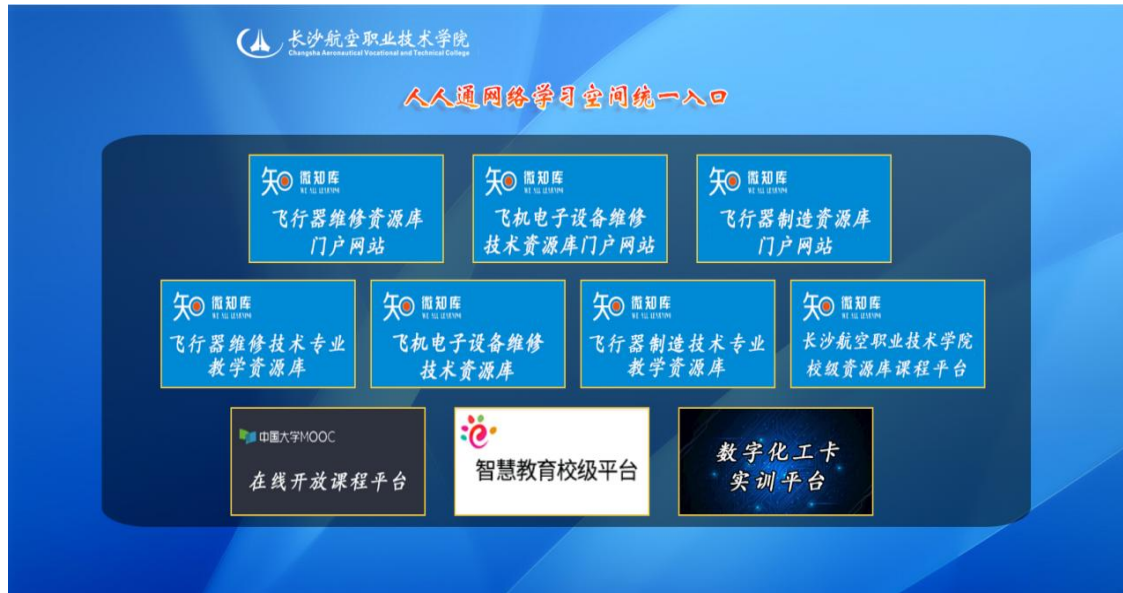 长沙航空职业技术学院
Changsha Aeronautical Vocational and Technical College
人人通网络学习空间统一入口
知 微知库
飞行器维修资源库
门户网站
知 微知库
飞机电子设备维修
技术资源库门户网站
知 微知库
飞行器制造资源库
门户网站
知 微知库
飞行器维修技术专业
教学资源库
知 微知库
飞机电子设备维修
技术资源库
知 微知库
飞行器制造技术专业
教学资源库
知 微知库
长沙航空职业技术学院
校级资源库课程平台
中国大学MOOC
在线开放课程平台
智慧教育校级平台
数字化工卡
实训平台